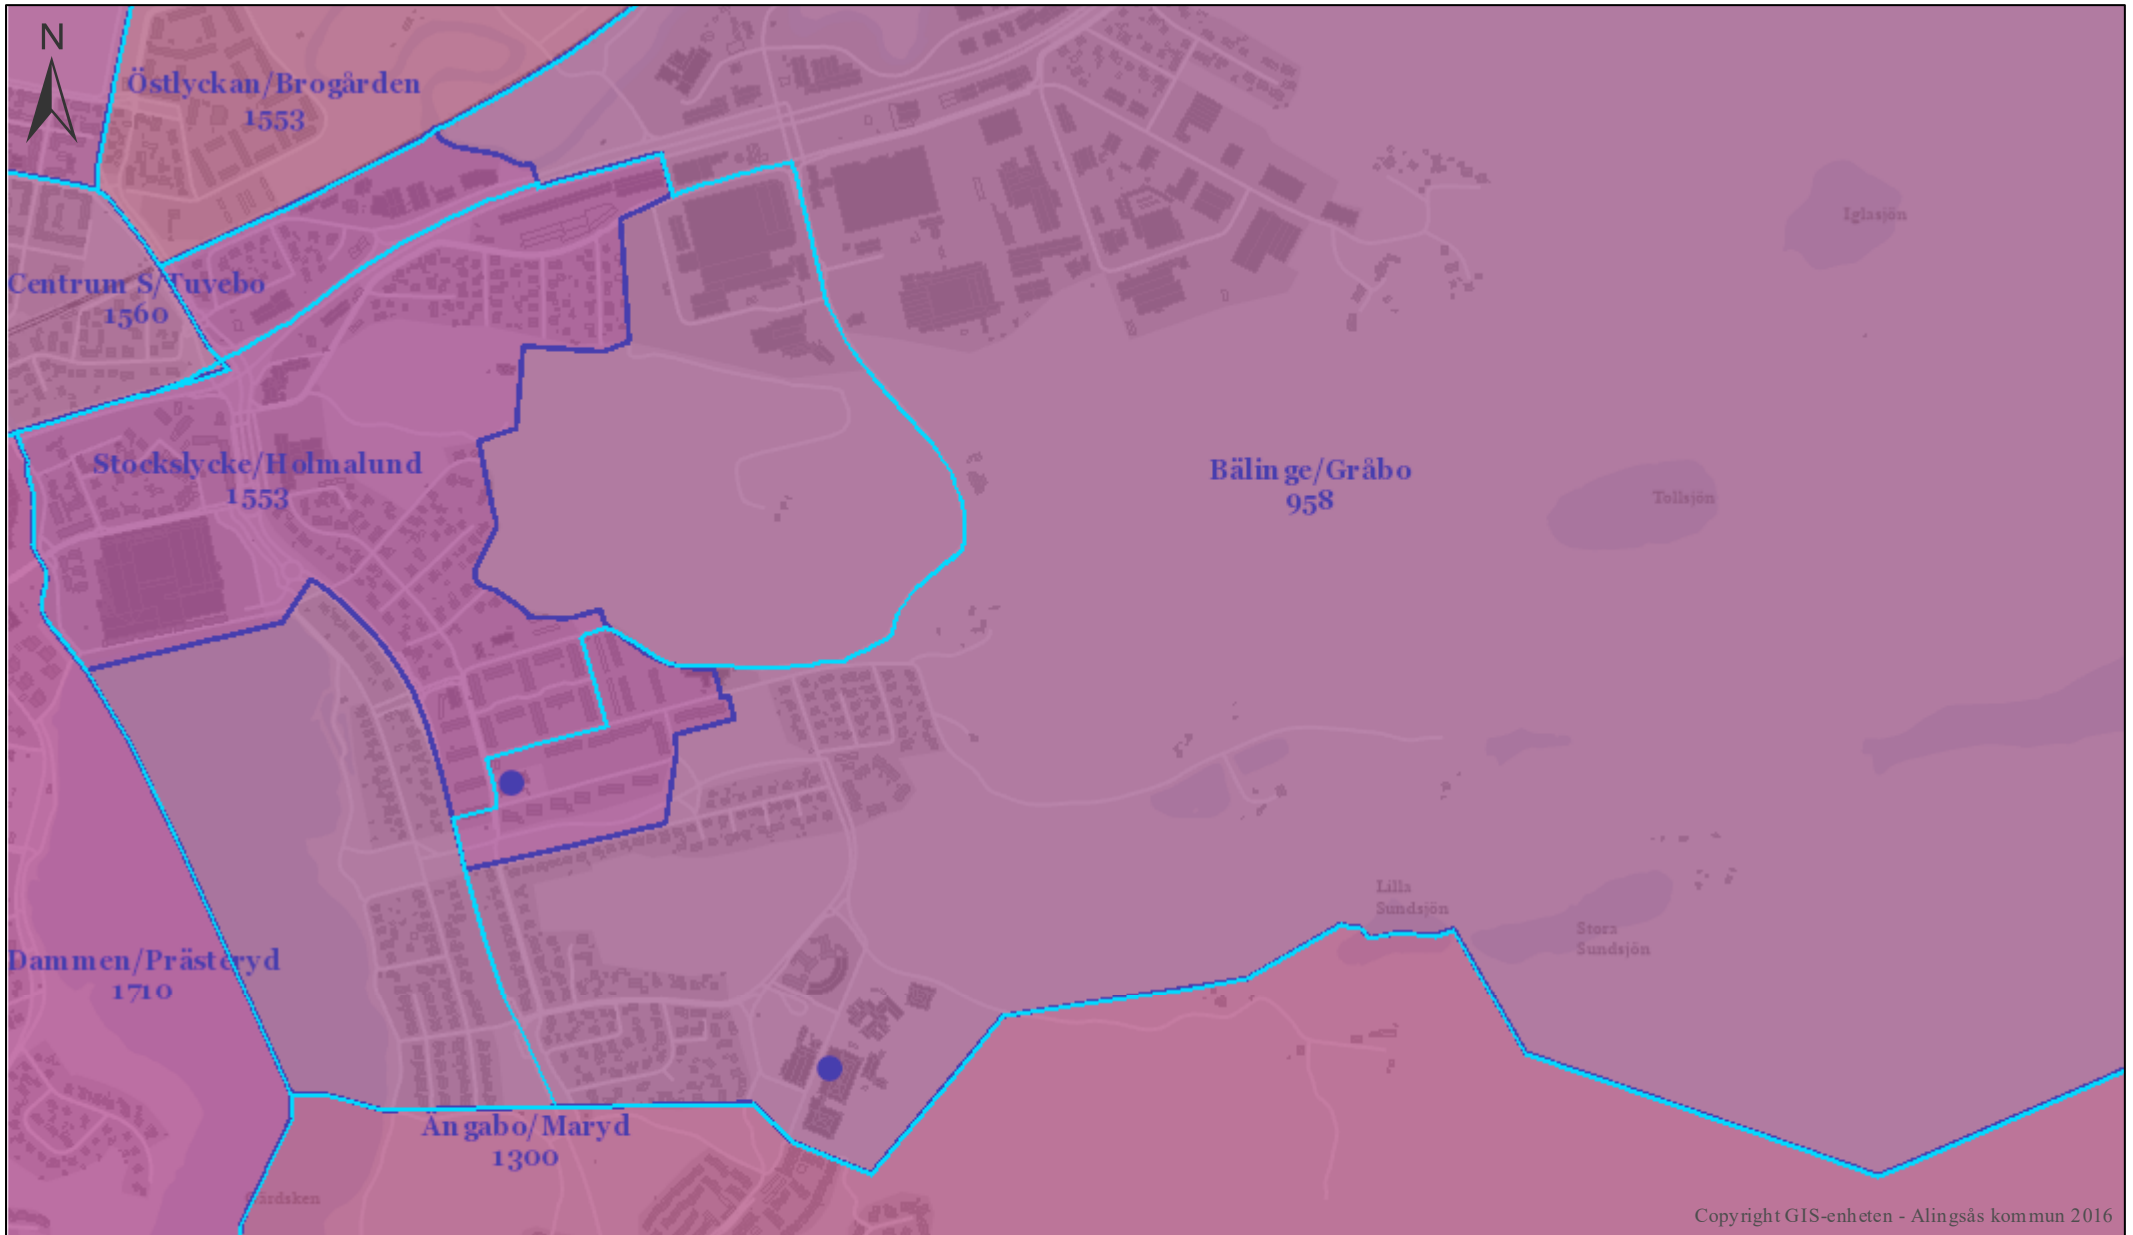 N
Östlyckan/Brogården
1553
Iglasjön
Centrum S/Tuvebo
1560
Stockslycke/Holmalund
1553
Bälinge/Gråbo
958
Tollsjön
Lilla
Sundsjön
Stora
Sundsjön
Dammen/Prästeryd
1710
Ängabo/Maryd
1300
Gärdsken
Copyright GIS-enheten - Alingsås kommun 2016